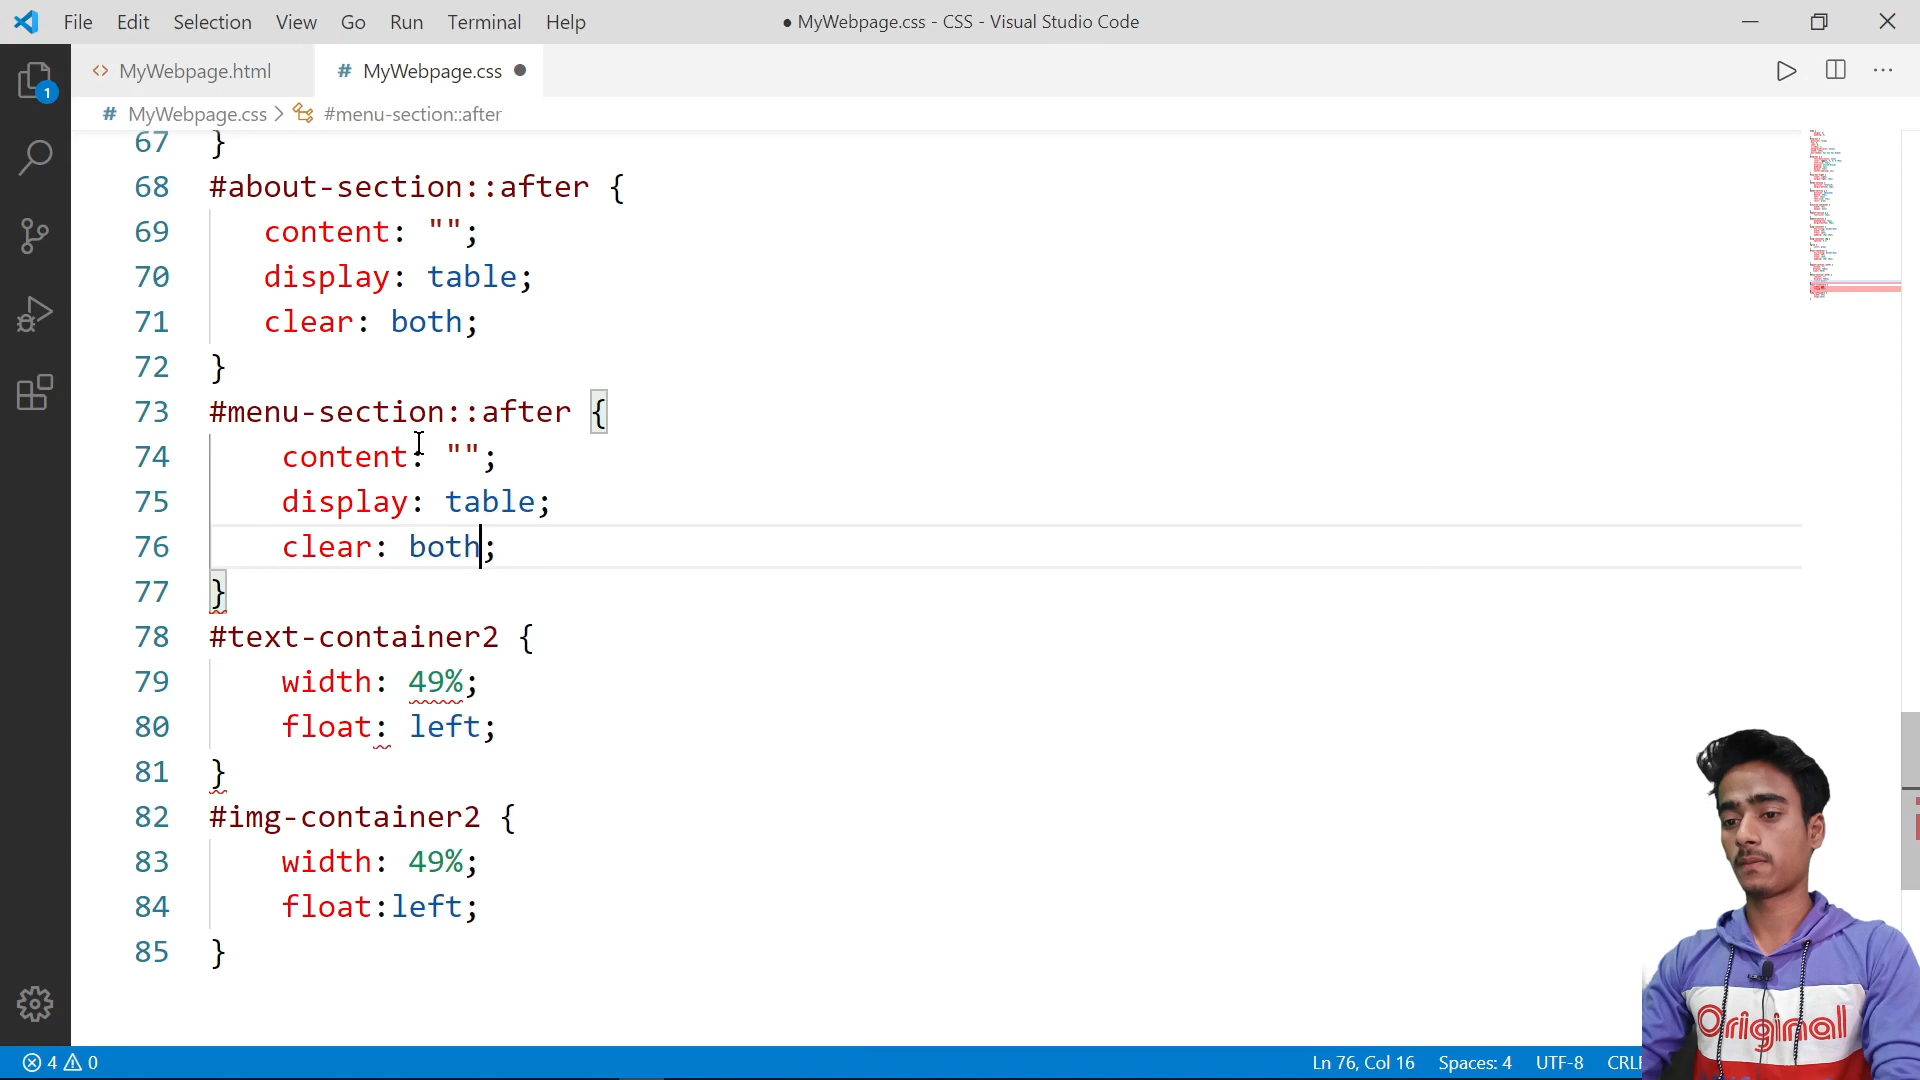 File Edit Selection View Go Run Terminal Help ● MyWebpage.css - CSS - Visual Studio Code
1
<> MyWebpage.html # MyWebpage.css ●
# MyWebpage.css > #menu-section::after
67 }
68 #about-section::after {
69 content: "";
70 display: table;
71 clear: both;
72 }
73 #menu-section::after {
74 content: "";
75 display: table;
76 clear: both;
77 }
78 #text-container2 {
79 width: 49%;
80 float: left;
81 }
82 #img-container2 {
83 width: 49%;
84 float:left;
85 }
Original
4 0 Ln 76, Col 16 Spaces: 4 UTF-8 CRLF